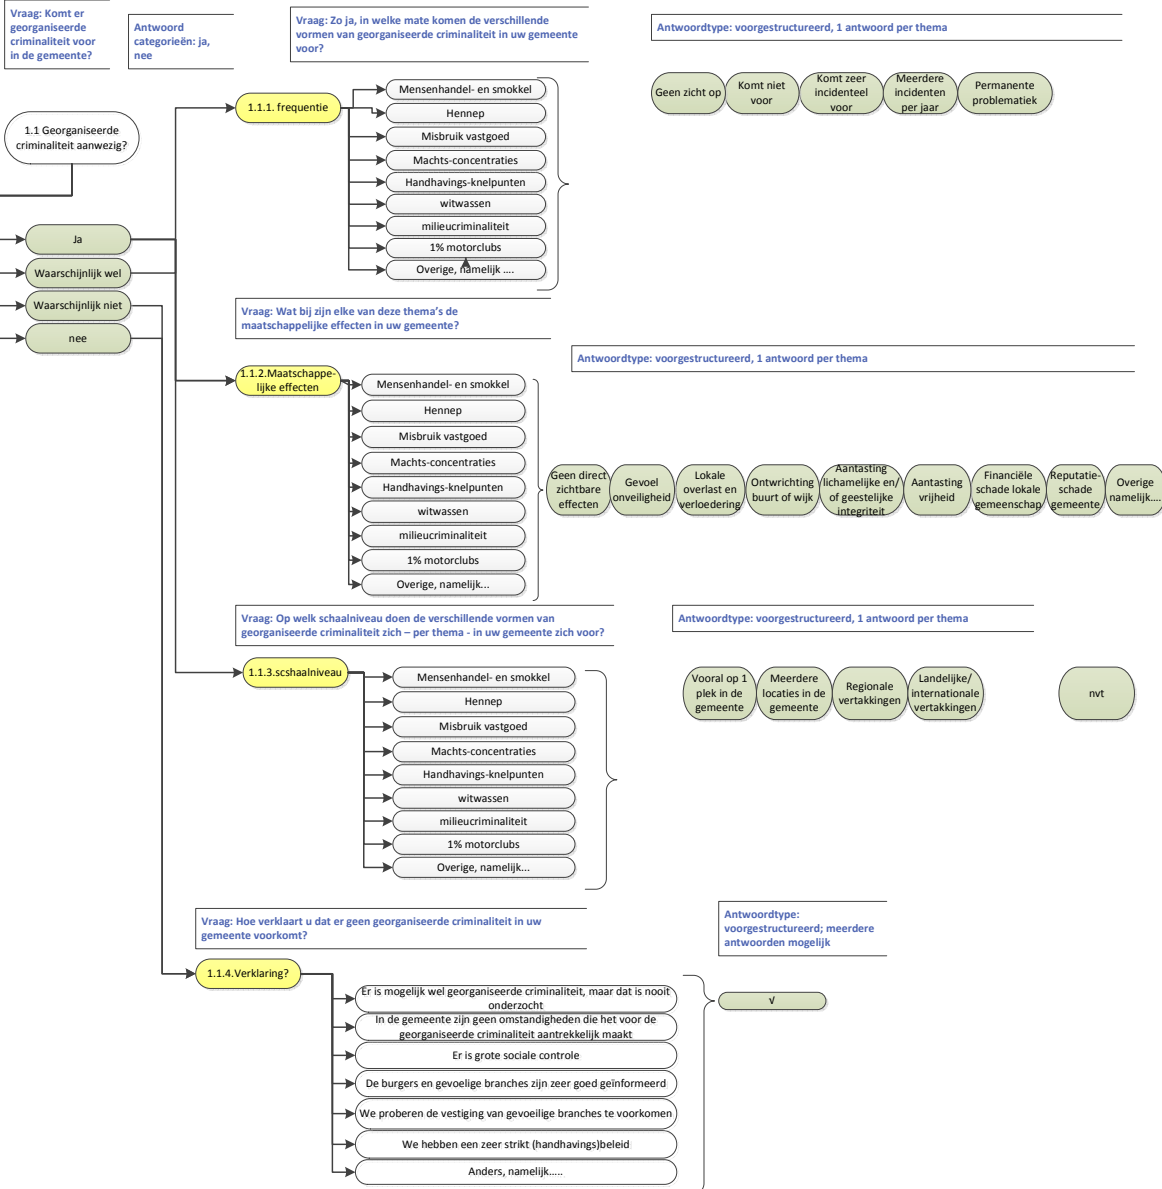 Vraag: Komt er
georganiseerde
criminaliteit voor
in de gemeente?
Antwoord
categorieën: ja,
nee
Vraag: Zo ja, in welke mate komen de verschillende
vormen van georganiseerde criminaliteit in uw gemeente
voor?
Antwoordtype: voorgestructureerd, 1 antwoord per thema
1.1 Georganiseerde
criminaliteit aanwezig?
Ja
Waarschijnlijk wel
Waarschijnlijk niet
nee
1.1.1. frequentie
Mensenhandel- en smokkel
Hennep
Misbruik vastgoed
Machts-concentraties
Handhavings-knelpunten
witwassen
milieucriminaliteit
1% motorclubs
Overige, namelijk ....
Geen zicht op
Komt niet
voor
Komt zeer
incidenteel
voor
Meerdere
incidenten
per jaar
Permanente
problematiek
Vraag: Wat bij zijn elke van deze thema's de
maatschappelijke effecten in uw gemeente?
Antwoordtype: voorgestructureerd, 1 antwoord per thema
1.1.2.Maatschappe-
lijke effecten
Mensenhandel- en smokkel
Hennep
Misbruik vastgoed
Machts-concentraties
Handhavings-knelpunten
witwassen
milieucriminaliteit
1% motorclubs
Overige, namelijk...
Geen direct
zichtbare
effecten
Gevoel
onveiligheid
Lokale
overlast en
verloedering
Ontwrichting
buurt of wijk
Aantasting
lichamelijke en/
of geestelijke
integriteit
Aantasting
vrijheid
Financiële
schade lokale
gemeenschap
Reputatie-
schade
gemeente
Overige
namelijk....
Vraag: Op welk schaalniveau doen de verschillende vormen van
georganiseerde criminaliteit zich – per thema - in uw gemeente zich voor?
Antwoordtype: voorgestructureerd, 1 antwoord per thema
1.1.3.scshaalniveau
Mensenhandel- en smokkel
Hennep
Misbruik vastgoed
Machts-concentraties
Handhavings-knelpunten
witwassen
milieucriminaliteit
1% motorclubs
Overige, namelijk...
Vooral op 1
plek in de
gemeente
Meerdere
locaties in de
gemeente
Regionale
vertakkingen
Landelijke/
internationale
vertakkingen
nvt
Vraag: Hoe verklaart u dat er geen georganiseerde criminaliteit in uw
gemeente voorkomt?
Antwoordtype:
voorgestructureerd; meerdere
antwoorden mogelijk
1.1.4.Verklaring?
Er is mogelijk wel georganiseerde criminaliteit, maar dat is nooit
onderzocht
In de gemeente zijn geen omstandigheden die het voor de
georganiseerde criminaliteit aantrekkelijk maakt
Er is grote sociale controle
De burgers en gevoelige branches zijn zeer goed geïnformeerd
We proberen de vestiging van gevoeilige branches te voorkomen
We hebben een zeer strikt (handhavings)beleid
Anders, namelijk.....
√